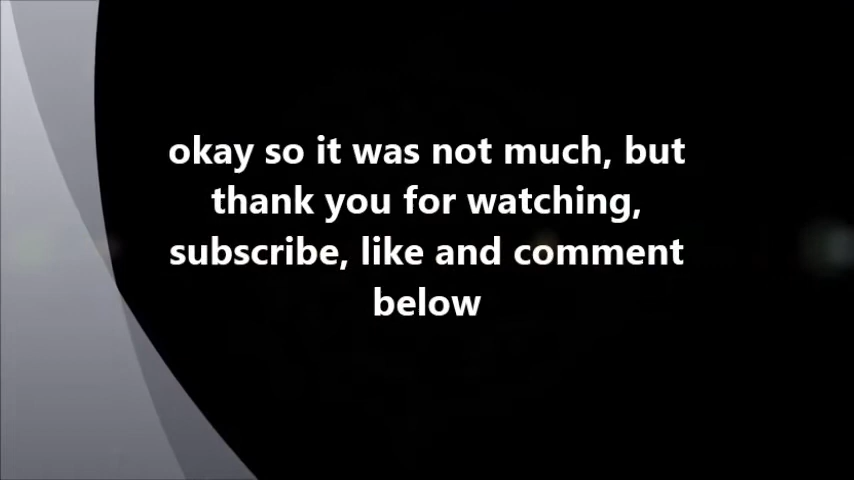 okay so it was not much, but
thank you for watching,
subscribe, like and comment
below